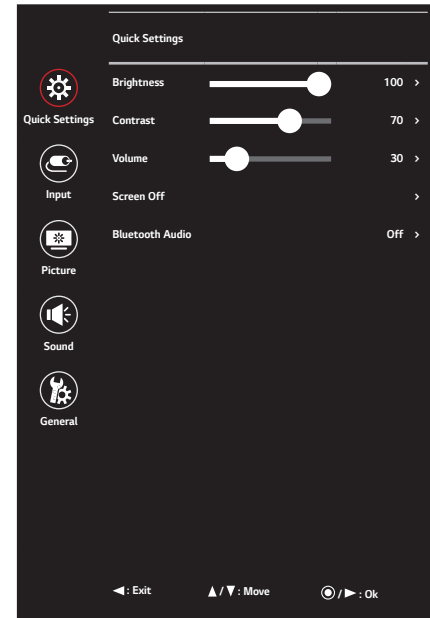 Quick Settings
Brightness 100 >
Quick Settings
Contrast 70 >
Volume 30 >
Input
Screen Off >
Bluetooth Audio Off >
Picture
Sound
General
◄ : Exit ▲ / ▼ : Move ◉ / ► : Ok